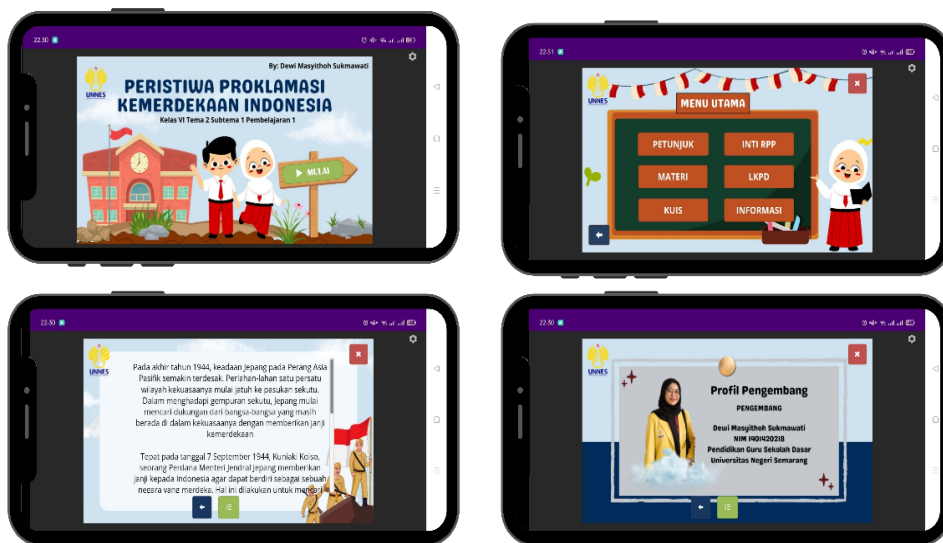 22.30
By: Dewi Masyithoh Sukmawati
UNNES
PERISTIWA PROKLAMASI
KEMERDEKAAN INDONESIA
Kelas VI Tema 2 Subtema 1 Pembelajaran 1
MULAI
22.51
UNNES
MENU UTAMA
PETUNJUK
INTI RPP
MATERI
LKPD
KUIS
INFORMASI
22.30
UNNES
Pada akhir tahun 1944, keadaan Jepang pada Perang Asia
Pasifik semakin terdesak. Perlahan-lahan satu persatu
wilayah kekuasaanya mulai jatuh ke pasukan sekutu.
Dalam menghadapi gempuran sekutu, Jepang mulai
mencari dukungan dari bangsa-bangsa yang masih
berada di dalam kekuasaanya dengan memberikan janji
kemerdekaan
Tepat pada tanggal 7 September 1944, Kuniaki Koiso,
seorang Perdana Menteri Jendral Jepang memberikan
janji kepada Indonesia agar dapat berdiri sebagai sebuah
negara yang merdeka. Hal ini dilakukan untuk mencari
22.30
UNNES
Profil Pengembang
PENGEMBANG
Dewi Masyithoh Sukmawati
NIM 1401420218
Pendidikan Guru Sekolah Dasar
Universitas Negeri Semarang